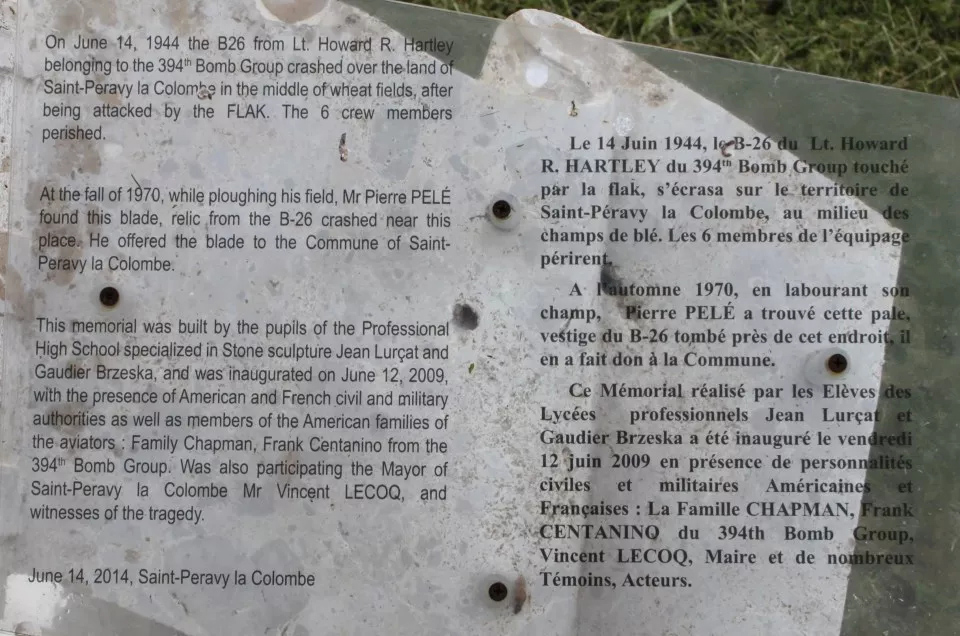 On June 14, 1944 the B26 from Lt. Howard R. Hartley
belonging to the 394th Bomb Group crashed over the land of
Saint-Peravy la Colombe in the middle of wheat fields, after
being attacked by the FLAK. The 6 crew members
perished.
At the fall of 1970, while ploughing his field, Mr Pierre PELÉ
found this blade, relic from the B-26 crashed near this
place. He offered the blade to the Commune of Saint-
Peravy la Colombe.
This memorial was built by the pupils of the Professional
High School specialized in Stone sculpture Jean Lurçat and
Gaudier Brzeska, and was inaugurated on June 12, 2009,
with the presence of American and French civil and military
authorities as well as members of the American families of
the aviators : Family Chapman, Frank Centanino from the
394th Bomb Group. Was also participating the Mayor of
Saint-Peravy la Colombe Mr Vincent LECOQ, and
witnesses of the tragedy.
June 14, 2014, Saint-Peravy la Colombe
Le 14 Juin 1944, le B-26 du Lt. Howard
R. HARTLEY du 394th Bomb Group touché
par la flak, s'écrasa sur le territoire de
Saint-Péravy la Colombe, au milieu des
champs de blé. Les 6 membres de l'équipage
périrent.
A l'automne 1970, en labourant son
champ, Pierre PELÉ a trouvé cette pale,
vestige du B-26 tombé près de cet endroit, il
en a fait don à la Commune.
Ce Mémorial réalisé par les Elèves des
Lycées professionnels Jean Lurçat et
Gaudier Brzeska a été inauguré le vendredi
12 juin 2009 en présence de personnalités
civiles et militaires Américaines et
Françaises : La Famille CHAPMAN, Frank
CENTANINO du 394th Bomb Group,
Vincent LECOQ, Maire et de nombreux
Témoins, Acteurs.